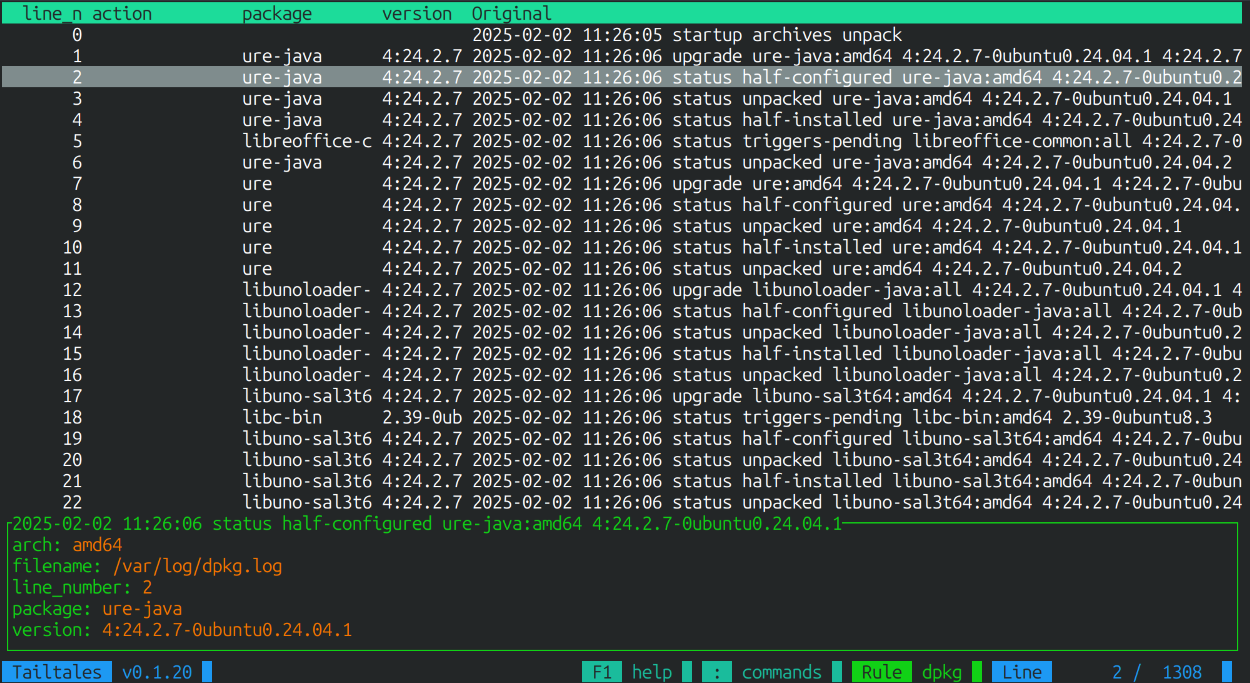 line_n action package version Original
0 2025-02-02 11:26:05 startup archives unpack
1 ure-java 4:24.2.7 2025-02-02 11:26:06 upgrade ure-java:amd64 4:24.2.7-0ubuntu0.24.04.1 4:24.2.7
2 ure-java 4:24.2.7 2025-02-02 11:26:06 status half-configured ure-java:amd64 4:24.2.7-0ubuntu0.2
3 ure-java 4:24.2.7 2025-02-02 11:26:06 status unpacked ure-java:amd64 4:24.2.7-0ubuntu0.24.04.1
4 ure-java 4:24.2.7 2025-02-02 11:26:06 status half-installed ure-java:amd64 4:24.2.7-0ubuntu0.24
5 libreoffice-c 4:24.2.7 2025-02-02 11:26:06 status triggers-pending libreoffice-common:all 4:24.2.7-0
6 ure-java 4:24.2.7 2025-02-02 11:26:06 status unpacked ure-java:amd64 4:24.2.7-0ubuntu0.24.04.2
7 ure 4:24.2.7 2025-02-02 11:26:06 upgrade ure:amd64 4:24.2.7-0ubuntu0.24.04.1 4:24.2.7-0ubu
8 ure 4:24.2.7 2025-02-02 11:26:06 status half-configured ure:amd64 4:24.2.7-0ubuntu0.24.04.
9 ure 4:24.2.7 2025-02-02 11:26:06 status unpacked ure:amd64 4:24.2.7-0ubuntu0.24.04.1
10 ure 4:24.2.7 2025-02-02 11:26:06 status half-installed ure:amd64 4:24.2.7-0ubuntu0.24.04.1
11 ure 4:24.2.7 2025-02-02 11:26:06 status unpacked ure:amd64 4:24.2.7-0ubuntu0.24.04.2
12 libunoloader- 4:24.2.7 2025-02-02 11:26:06 upgrade libunoloader-java:all 4:24.2.7-0ubuntu0.24.04.1 4
13 libunoloader- 4:24.2.7 2025-02-02 11:26:06 status half-configured libunoloader-java:all 4:24.2.7-0ub
14 libunoloader- 4:24.2.7 2025-02-02 11:26:06 status unpacked libunoloader-java:all 4:24.2.7-0ubuntu0.2
15 libunoloader- 4:24.2.7 2025-02-02 11:26:06 status half-installed libunoloader-java:all 4:24.2.7-0ubu
16 libunoloader- 4:24.2.7 2025-02-02 11:26:06 status unpacked libunoloader-java:all 4:24.2.7-0ubuntu0.2
17 libuno-sal3t6 4:24.2.7 2025-02-02 11:26:06 upgrade libuno-sal3t64:amd64 4:24.2.7-0ubuntu0.24.04.1 4:
18 libc-bin 2.39-0ub 2025-02-02 11:26:06 status triggers-pending libc-bin:amd64 2.39-0ubuntu8.3
19 libuno-sal3t6 4:24.2.7 2025-02-02 11:26:06 status half-configured libuno-sal3t64:amd64 4:24.2.7-0ubu
20 libuno-sal3t6 4:24.2.7 2025-02-02 11:26:06 status unpacked libuno-sal3t64:amd64 4:24.2.7-0ubuntu0.24
21 libuno-sal3t6 4:24.2.7 2025-02-02 11:26:06 status half-installed libuno-sal3t64:amd64 4:24.2.7-0ubun
22 libuno-sal3t6 4:24.2.7 2025-02-02 11:26:06 status unpacked libuno-sal3t64:amd64 4:24.2.7-0ubuntu0.24
2025-02-02 11:26:06 status half-configured ure-java:amd64 4:24.2.7-0ubuntu0.24.04.1
arch: amd64
filename: /var/log/dpkg.log
line_number: 2
package: ure-java
version: 4:24.2.7-0ubuntu0.24.04.1
Tailtales v0.1.20 F1 help : commands Rule dpkg Line 2 / 1308